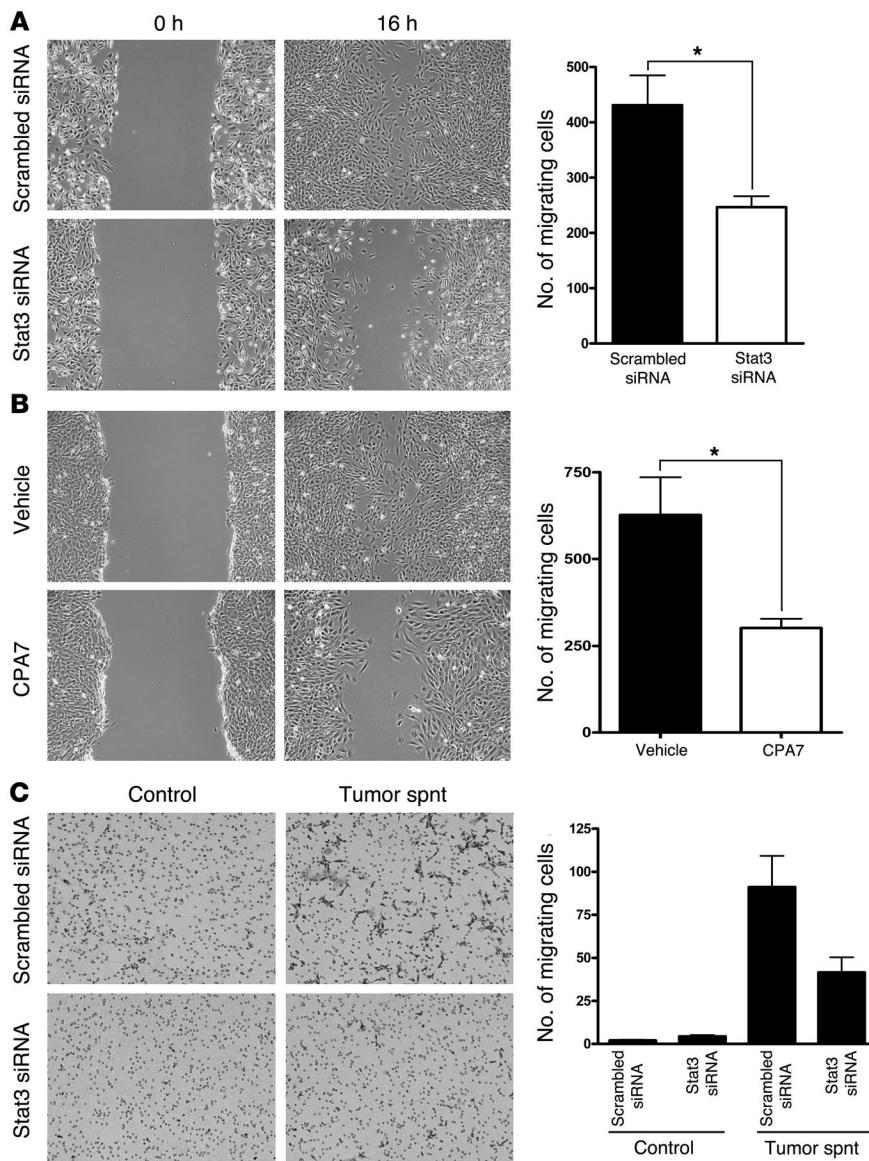 A
0 h
16 h
Scrambled siRNA
Stat3 siRNA
No. of migrating cells
500
400
300
200
100
0
*
Scrambled
siRNA
Stat3
siRNA
B
Vehicle
CPA7
No. of migrating cells
750
500
250
0
*
Vehicle
CPA7
C
Control
Tumor spnt
Scrambled siRNA
Stat3 siRNA
No. of migrating cells
125
100
75
50
25
0
Scrambled
siRNA
Stat3
siRNA
Scrambled
siRNA
Stat3
siRNA
Control
Tumor spnt